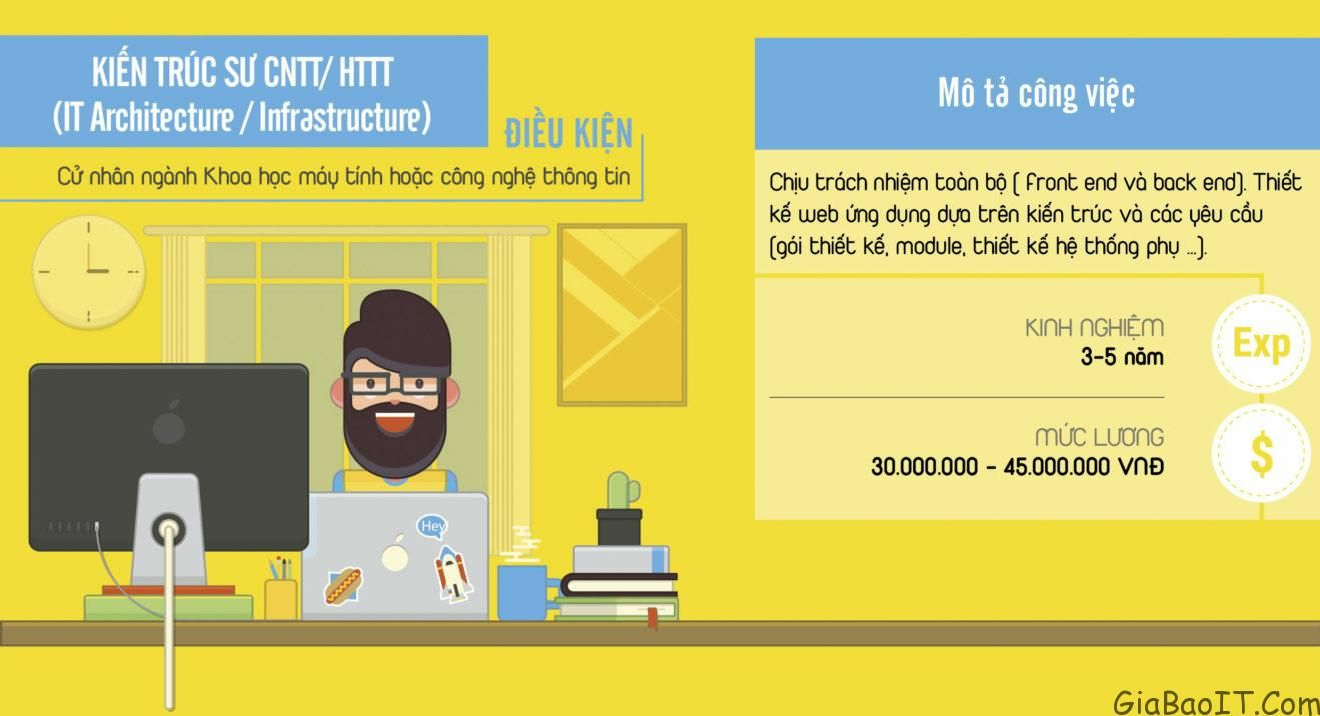 KIẾN TRÚC SƯ CNTT/ HTTT
(IT Architecture / Infrastructure)
ĐIỀU KIỆN
Cử nhân ngành Khoa học máy tính hoặc công nghệ thông tin
Hey
Mô tả công việc
Chịu trách nhiệm toàn bộ ( front end và back end). Thiết
kế web ứng dụng dựa trên kiến trúc và các yêu cầu
(gói thiết kế, module, thiết kế hệ thống phụ ...).
KINH NGHIỆM
3-5 năm
Exp
MỨC LƯƠNG
30.000.000 - 45.000.000 VNĐ
$
GiaBaoIT.Com